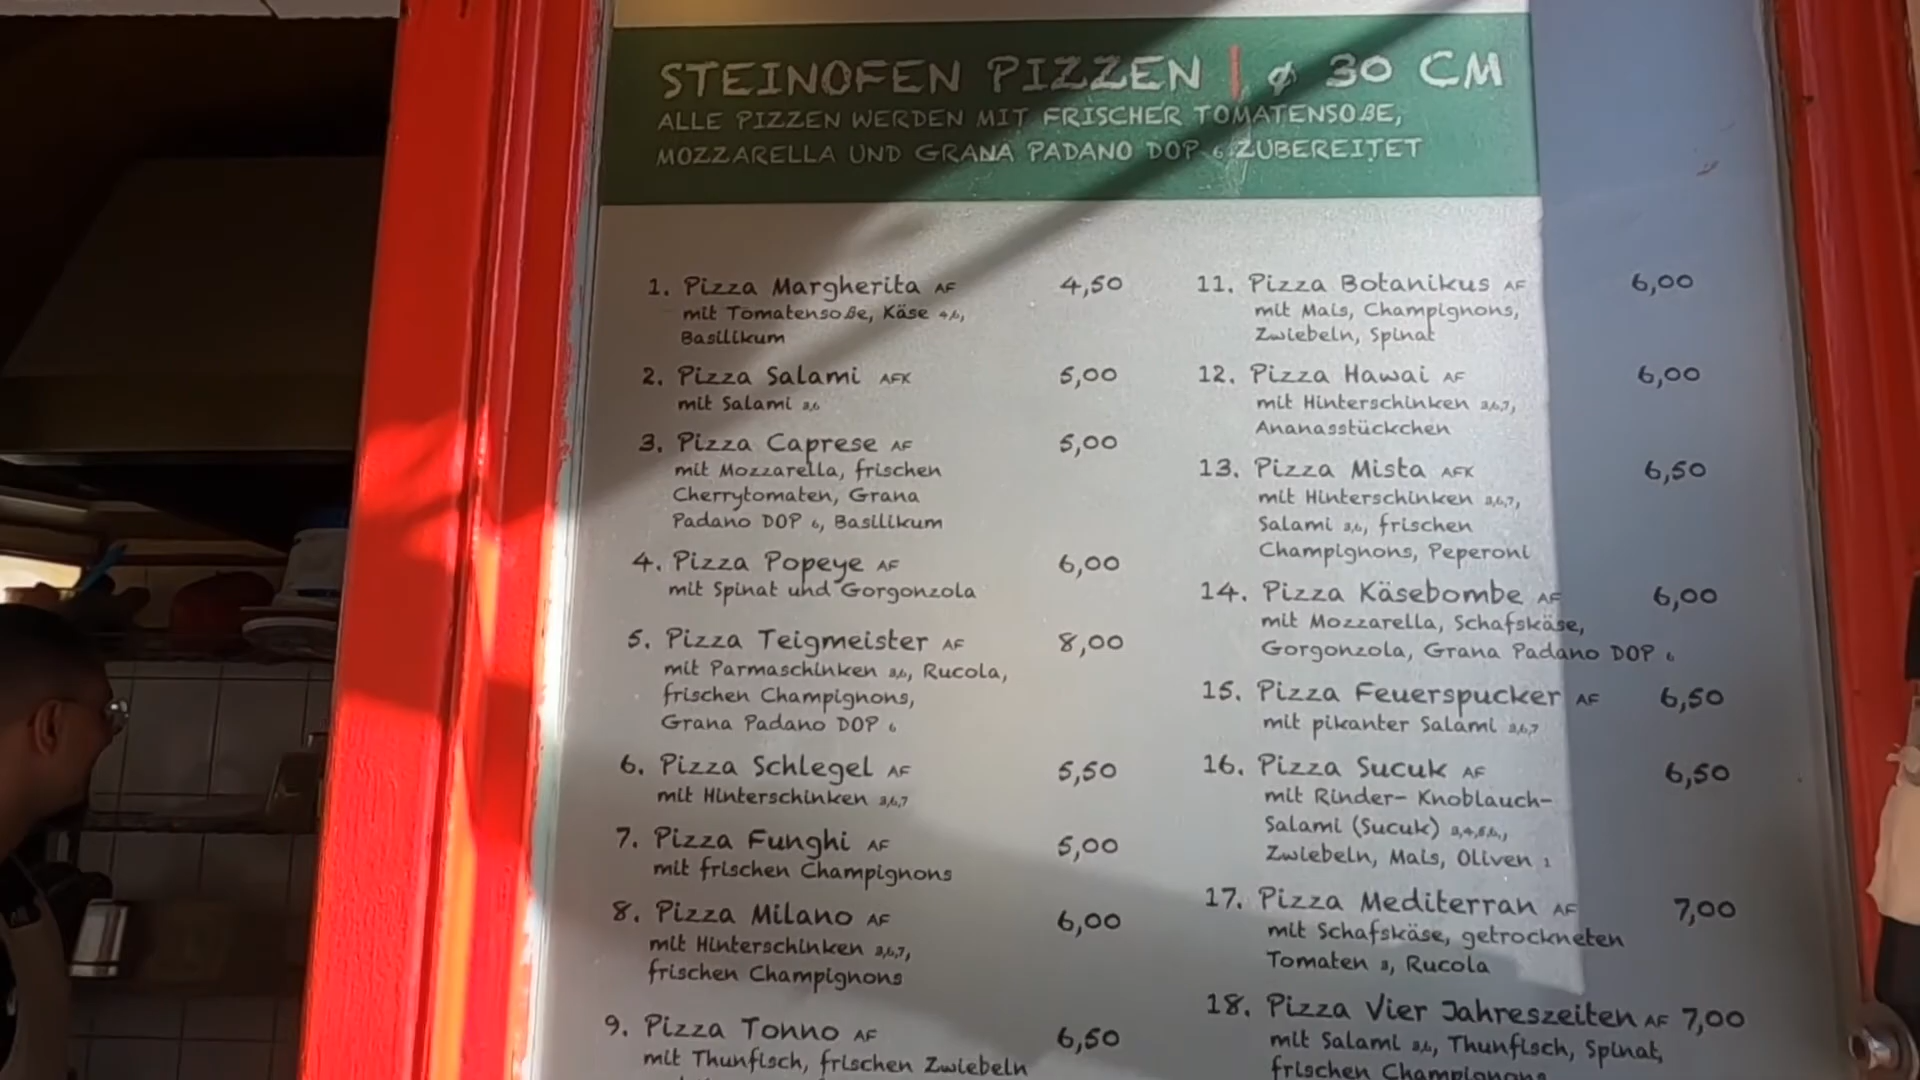 STEINOFEN PIZZEN | ø 30 CM
ALLE PIZZEN WERDEN MIT FRISCHER TOMATENSOßE,
MOZZARELLA UND GRANA PADANO DOP 6 ZUBEREITET
1. Pizza Margherita AF 4,50
mit Tomatensoße, Käse 4,6,
Basilikum
2. Pizza Salami AFK 5,00
mit Salami 3,6
3. Pizza Caprese AF 5,00
mit Mozzarella, frischen
Cherrytomaten, Grana
Padano DOP 6, Basilikum
4. Pizza Popeye AF 6,00
mit Spinat und Gorgonzola
5. Pizza Teigmeister AF 8,00
mit Parmaschinken 3,6, Rucola,
frischen Champignons,
Grana Padano DOP 6
6. Pizza Schlegel AF 5,50
mit Hinterschinken 3,6,7
7. Pizza Funghi AF 5,00
mit frischen Champignons
8. Pizza Milano AF 6,00
mit Hinterschinken 3,6,7,
frischen Champignons
9. Pizza Tonno AF 6,50
mit Thunfisch, frischen Zwiebeln
11. Pizza Botanikus AF 6,00
mit Mais, Champignons,
Zwiebeln, Spinat
12. Pizza Hawai AF 6,00
mit Hinterschinken 3,6,7,
Ananasstückchen
13. Pizza Mista AFK 6,50
mit Hinterschinken 3,6,7,
Salami 3,6, frischen
Champignons, Peperoni
14. Pizza Käsebombe AF 6,00
mit Mozzarella, Schafskäse,
Gorgonzola, Grana Padano DOP 6
15. Pizza Feuerspucker AF 6,50
mit pikanter Salami 3,6,7
16. Pizza Sucuk AF 6,50
mit Rinder- Knoblauch-
Salami (Sucuk) 3,4,5,6,,
Zwiebeln, Mais, Oliven 1
17. Pizza Mediterran AF 7,00
mit Schafskäse, getrockneten
Tomaten 3, Rucola
18. Pizza Vier Jahreszeiten AF 7,00
mit Salami 3,6, Thunfisch, Spinat,
frischen Champignons